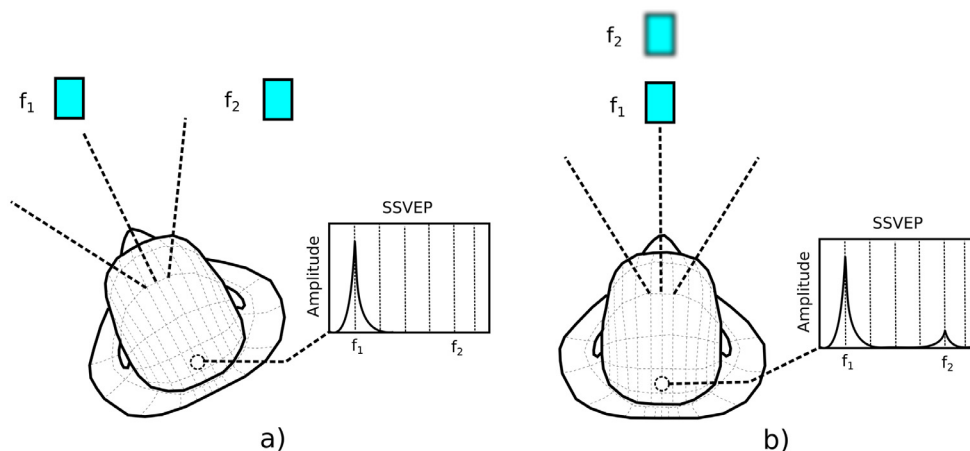 f₁
f₂
SSVEP
Amplitude
f₁
f₂
a)
f₂
f₁
SSVEP
Amplitude
f₁
f₂
b)